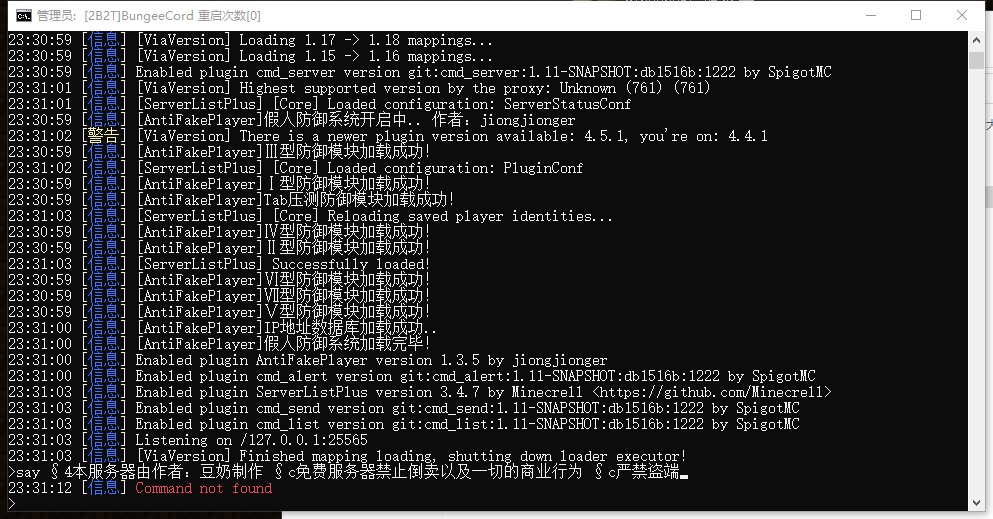 管理员:  [2B2T]BungeeCord 重启次数[0]
23:30:59 [信息] [ViaVersion] Loading 1.17 -> 1.18 mappings...
23:30:59 [信息] [ViaVersion] Loading 1.15 -> 1.16 mappings...
23:30:59 [信息] Enabled plugin cmd_server version git:cmd_server:1.11-SNAPSHOT:db1516b:1222 by SpigotMC
23:31:01 [信息] [ViaVersion] Highest supported version by the proxy: Unknown (761) (761)
23:31:01 [信息] [ServerListPlus] [Core] Loaded configuration: ServerStatusConf
23:30:59 [信息] [AntiFakePlayer]假人防御系统开启中.. 作者: jiongjionger
23:31:02 [警告] [ViaVersion] There is a newer plugin version available: 4.5.1, you're on: 4.4.1
23:30:59 [信息] [AntiFakePlayer]Ⅲ型防御模块加载成功!
23:31:02 [信息] [ServerListPlus] [Core] Loaded configuration: PluginConf
23:30:59 [信息] [AntiFakePlayer]Ⅰ型防御模块加载成功!
23:30:59 [信息] [AntiFakePlayer]Tab压测防御模块加载成功!
23:31:03 [信息] [ServerListPlus] [Core] Reloading saved player identities...
23:30:59 [信息] [AntiFakePlayer]Ⅳ型防御模块加载成功!
23:30:59 [信息] [AntiFakePlayer]Ⅱ型防御模块加载成功!
23:31:03 [信息] [ServerListPlus] Successfully loaded!
23:30:59 [信息] [AntiFakePlayer]Ⅵ型防御模块加载成功!
23:30:59 [信息] [AntiFakePlayer]Ⅶ型防御模块加载成功!
23:30:59 [信息] [AntiFakePlayer]Ⅴ型防御模块加载成功!
23:31:00 [信息] [AntiFakePlayer]IP地址数据库加载成功..
23:31:00 [信息] [AntiFakePlayer]假人防御系统加载完毕!
23:31:00 [信息] Enabled plugin AntiFakePlayer version 1.3.5 by jiongjionger
23:31:00 [信息] Enabled plugin cmd_alert version git:cmd_alert:1.11-SNAPSHOT:db1516b:1222 by SpigotMC
23:31:03 [信息] Enabled plugin ServerListPlus version 3.4.7 by Minecrell <https://github.com/Minecrell>
23:31:03 [信息] Enabled plugin cmd_send version git:cmd_send:1.11-SNAPSHOT:db1516b:1222 by SpigotMC
23:31:03 [信息] Enabled plugin cmd_list version git:cmd_list:1.11-SNAPSHOT:db1516b:1222 by SpigotMC
23:31:03 [信息] Listening on /127.0.0.1:25565
23:31:03 [信息] [ViaVersion] Finished mapping loading, shutting down loader executor!
>say §4本服务器由作者: 豆奶制作 §c免费服务器禁止倒卖以及一切的商业行为 §c严禁盗端
23:31:12 [信息] Command not found
>